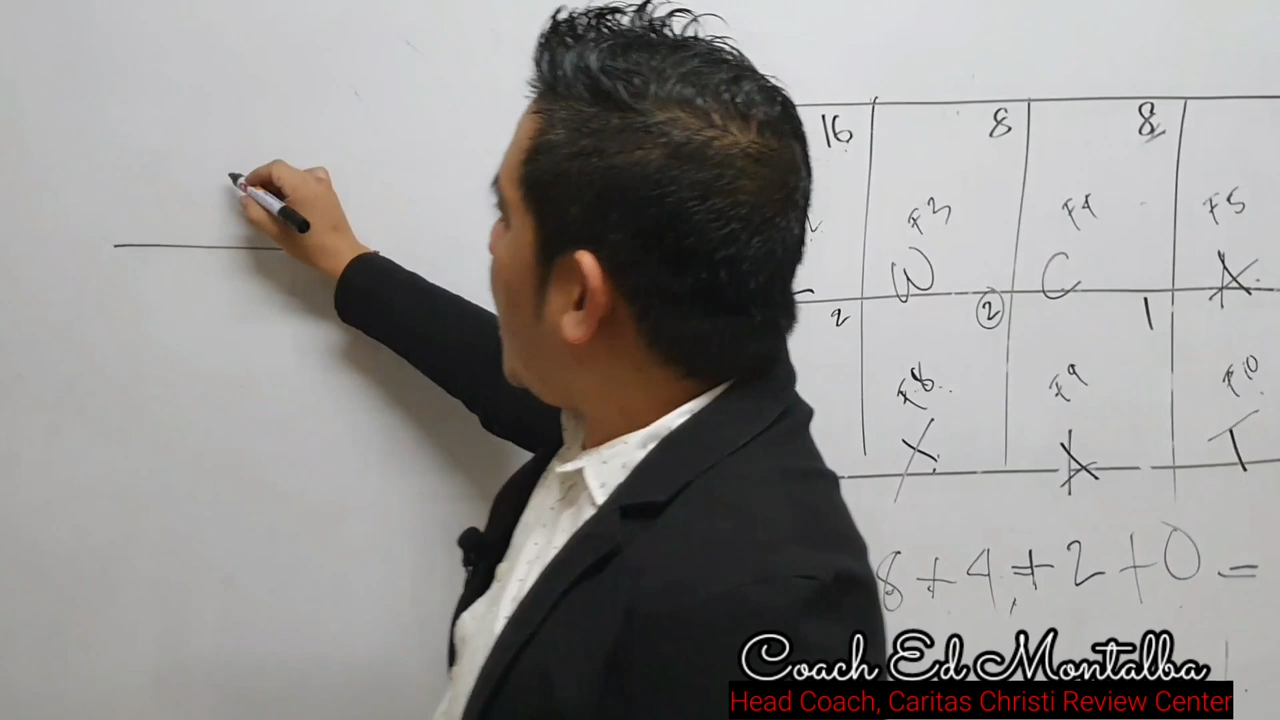 16 8 8
F3 F4 F5
W C A
2 2 1
F8 F9 F10
X A T
8 + 4 + 2 + 0 =
Coach Ed Montalba
Head Coach, Caritas Christi Review Center